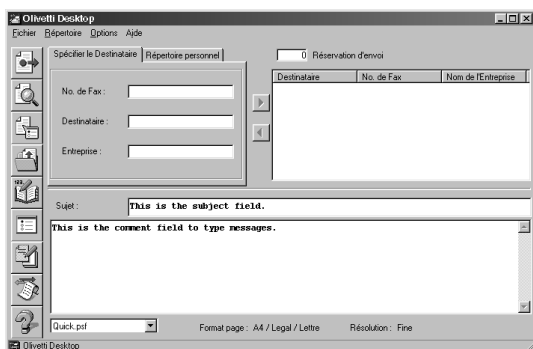 Olivetti Desktop
Fichier Répertoire Options Aide
Spécifier le Destinataire Répertoire personnel
0 Réservation d'envoi
Destinataire No. de Fax Nom de l'Entreprise
No. de Fax :
Destinataire :
Entreprise :
Sujet : This is the subject field.
This is the comment field to type messages.
Quick.psf Format page : A4 / Legal / Lettre Résolution : Fine
Olivetti Desktop